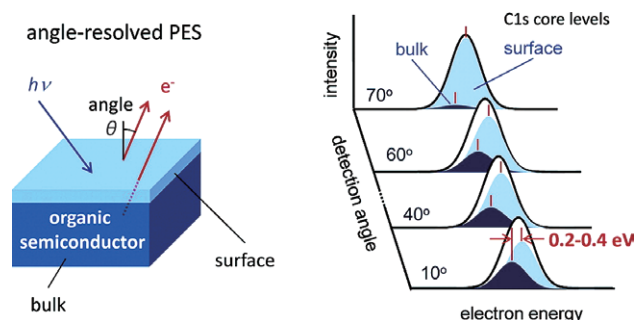 angle-resolved PES
hν
e-
angle
θ
organic
semiconductor
surface
bulk
C1s core levels
bulk
surface
intensity
70°
60°
40°
10°
detection angle
0.2-0.4 eV
electron energy